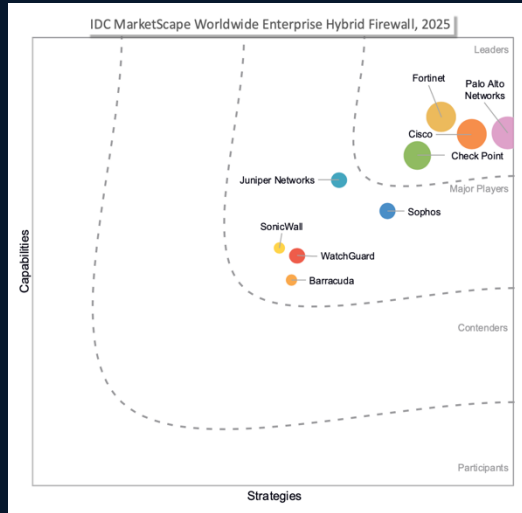 IDC MarketScape Worldwide Enterprise Hybrid Firewall, 2025
Leaders
Fortinet
Palo Alto
Networks
Cisco
Check Point
Juniper Networks
Major Players
Sophos
SonicWall
WatchGuard
Barracuda
Capabilities
Contenders
Participants
Strategies